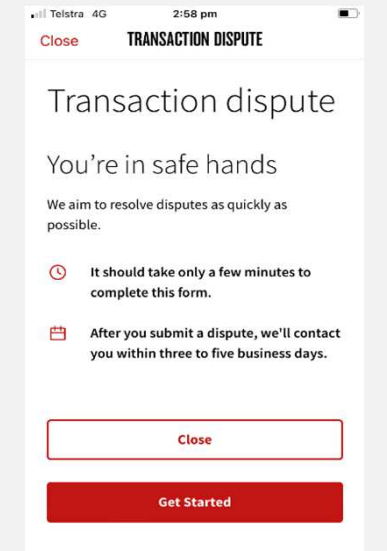 Telstra 4G 2:58 pm
Close TRANSACTION DISPUTE
Transaction dispute
You're in safe hands
We aim to resolve disputes as quickly as
possible.
It should take only a few minutes to
complete this form.
After you submit a dispute, we'll contact
you within three to five business days.
Close
Get Started